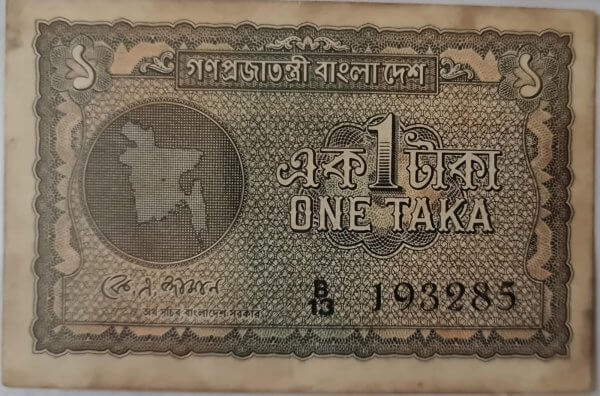 ১ ১
গণপ্রজাতন্ত্রী বাংলা দেশ
এক 1 টাকা
ONE TAKA
B
13 193285
কে, এ, জামান
অর্থ সচিব বাংলাদেশ সরকার